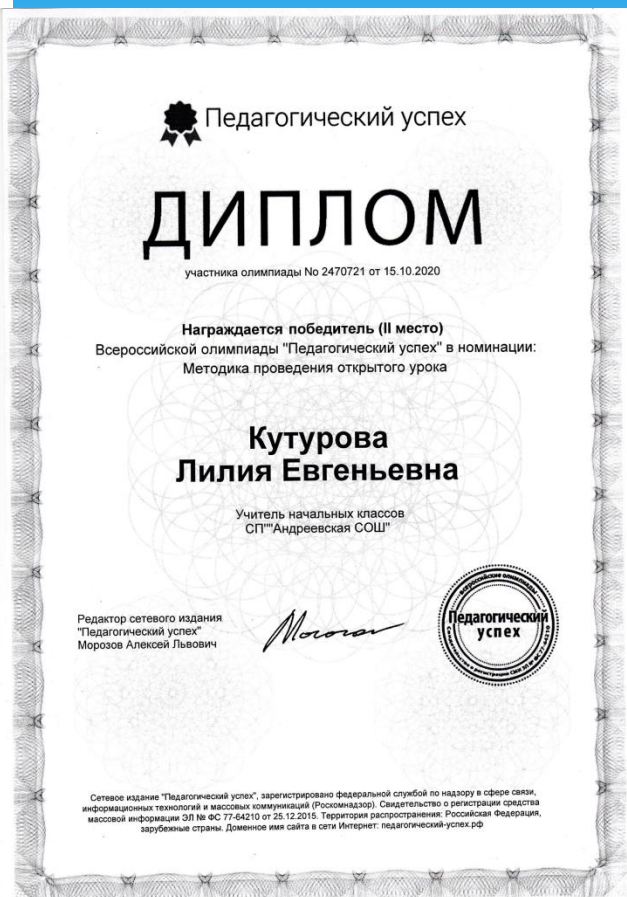 Педагогический успех
ДИПЛОМ
участника олимпиады No 2470721 от 15.10.2020
Награждается победитель (II место)
Всероссийской олимпиады "Педагогический успех" в номинации:
Методика проведения открытого урока
Кутурова
Лилия Евгеньевна
Учитель начальных классов
СП""Андреевская СОШ"
Редактор сетевого издания
"Педагогический успех"
Морозов Алексей Львович
всероссийские олимпиады
Педагогический
успех
Сетевое издание "Педагогический успех", зарегистрировано федеральной службой по надзору в сфере связи,
информационных технологий и массовых коммуникаций (Роскомнадзор). Свидетельство о регистрации средства
массовой информации ЭЛ № ФС 77-64210 от 25.12.2015. Территория распространения: Российская Федерация,
зарубежные страны. Доменное имя сайта в сети Интернет: педагогический-успех.рф